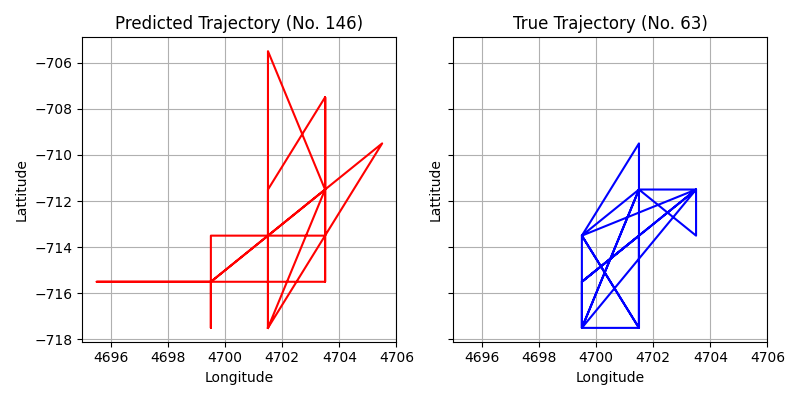 Predicted Trajectory (No. 146)
True Trajectory (No. 63)
−706
−708
−710
−712
−714
−716
−718
Lattitude
Lattitude
4696 4698 4700 4702 4704 4706
4696 4698 4700 4702 4704 4706
Longitude
Longitude